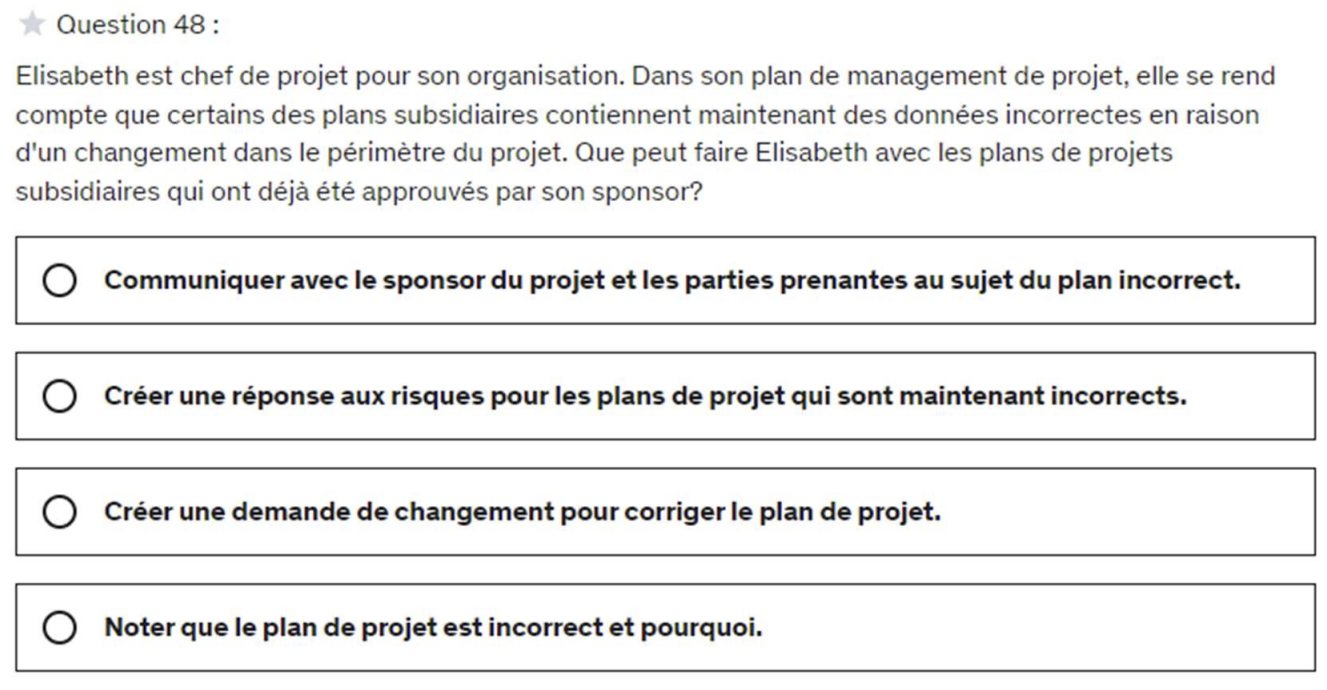 Question 48 :
Elisabeth est chef de projet pour son organisation. Dans son plan de management de projet, elle se rend
compte que certains des plans subsidiaires contiennent maintenant des données incorrectes en raison
d'un changement dans le périmètre du projet. Que peut faire Elisabeth avec les plans de projets
subsidiaires qui ont déjà été approuvés par son sponsor?
Communiquer avec le sponsor du projet et les parties prenantes au sujet du plan incorrect.
Créer une réponse aux risques pour les plans de projet qui sont maintenant incorrects.
Créer une demande de changement pour corriger le plan de projet.
Noter que le plan de projet est incorrect et pourquoi.